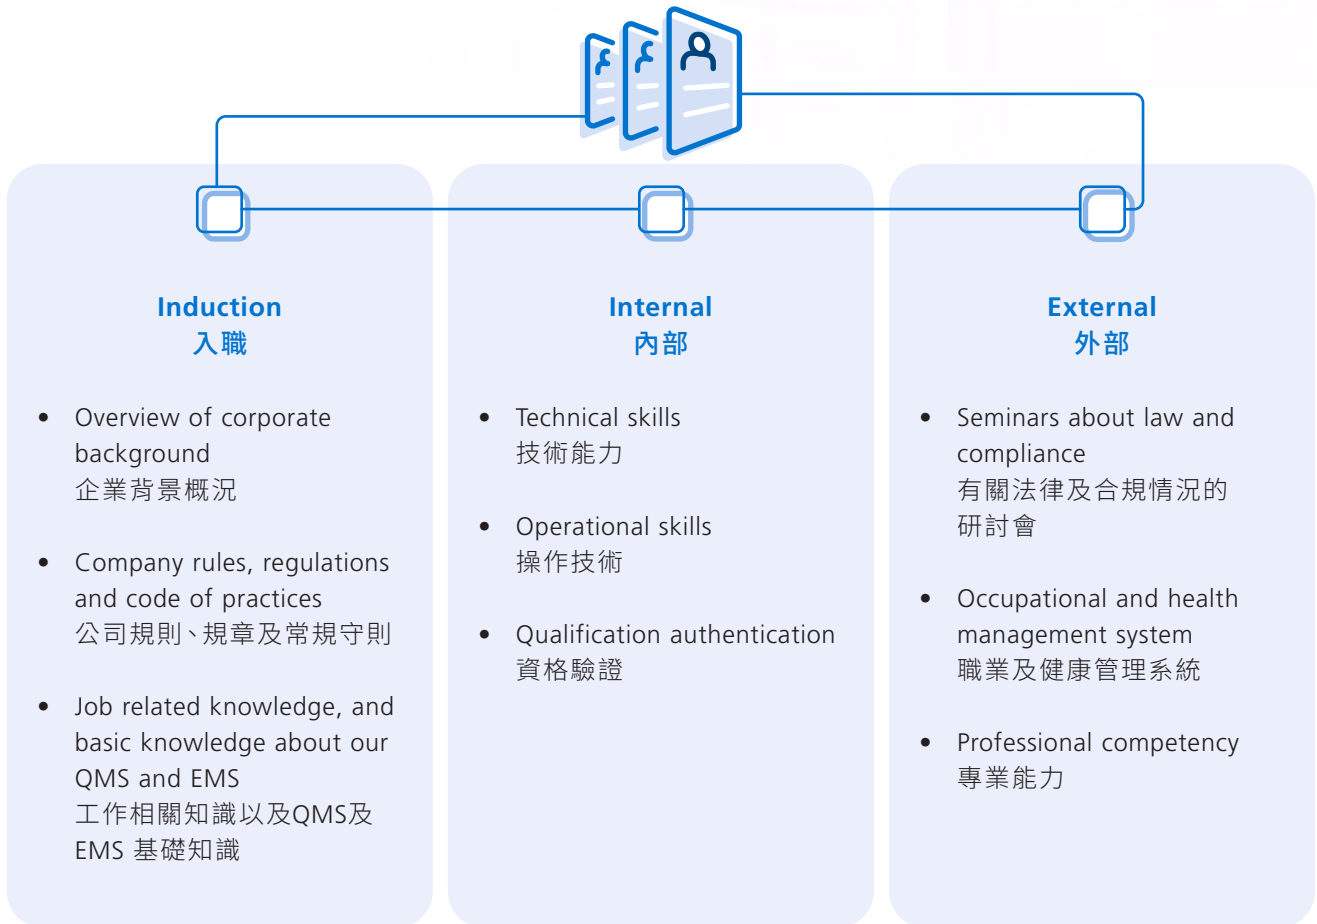 Induction
入職
• Overview of corporate
background
企業背景概況
• Company rules, regulations
and code of practices
公司規則、規章及常規守則
• Job related knowledge, and
basic knowledge about our
QMS and EMS
工作相關知識以及QMS及
EMS 基礎知識
Internal
內部
• Technical skills
技術能力
• Operational skills
操作技術
• Qualification authentication
資格驗證
External
外部
• Seminars about law and
compliance
有關法律及合規情況的
研討會
• Occupational and health
management system
職業及健康管理系統
• Professional competency
專業能力